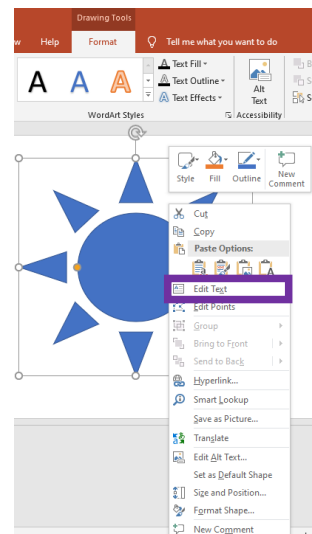 Drawing Tools
w Help Format Tell me what you want to do
A A A
Text Fill
Text Outline
Text Effects
Alt
Text
WordArt Styles
Accessibility
Style Fill Outline New
Comment
Cut
Copy
Paste Options:
A
Edit Text
Edit Points
Group
Bring to Front
Send to Back
Hyperlink...
Smart Lookup
Save as Picture...
Translate
Edit Alt Text...
Set as Default Shape
Size and Position...
Format Shape...
New Comment